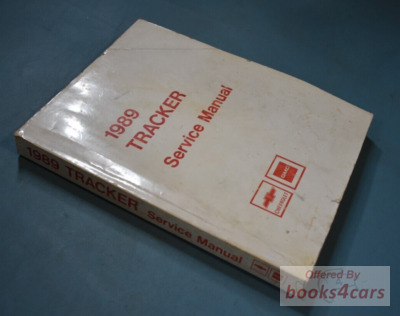 1989
TRACKER
Service Manual
1989 TRACKER Service Manual
Offered By
books4cars